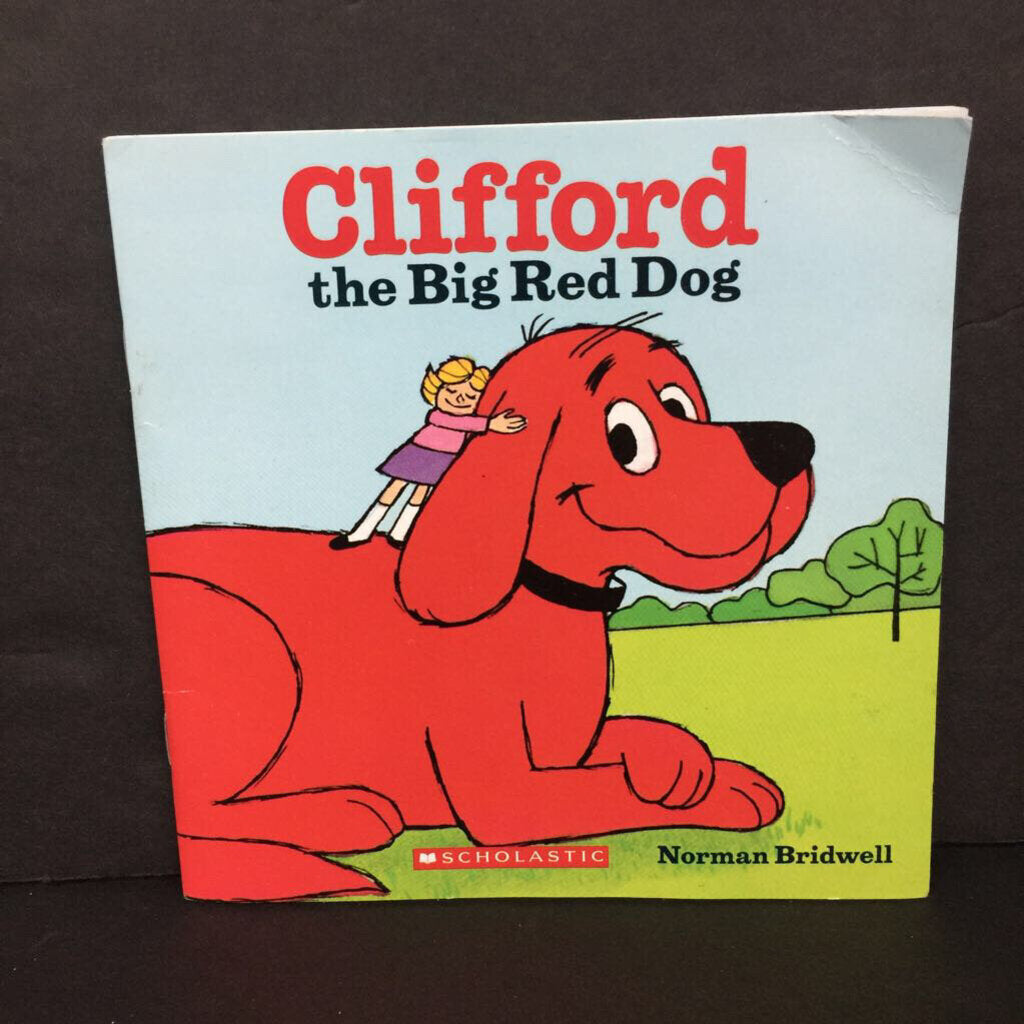 Clifford
the Big Red Dog
SCHOLASTIC
Norman Bridwell